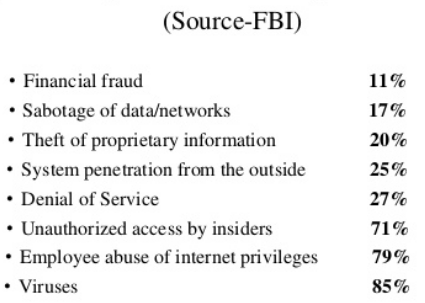 (Source-FBI)
• Financial fraud 11%
• Sabotage of data/networks 17%
• Theft of proprietary information 20%
• System penetration from the outside 25%
• Denial of Service 27%
• Unauthorized access by insiders 71%
• Employee abuse of internet privileges 79%
• Viruses 85%